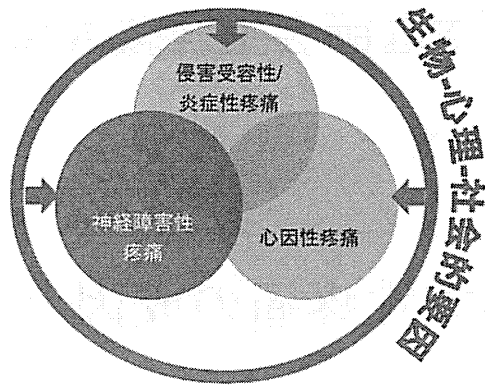 侵害受容性/
炎症性疼痛
神経障害性
疼痛
心因性疼痛
生物-心理-社会的要因